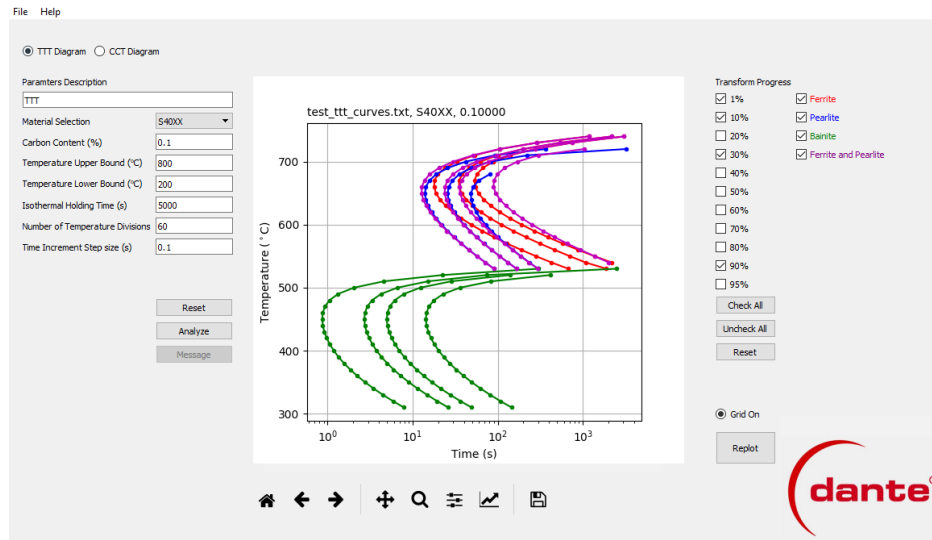 File Help
TTT Diagram CCT Diagram
Paramters Description
TTT
Material Selection S40XX
Carbon Content (%) 0.1
Temperature Upper Bound (ºC) 800
Temperature Lower Bound (ºC) 200
Isothermal Holding Time (s) 5000
Number of Temperature Divisions 60
Time Increment Step size (s) 0.1
Reset
Analyze
Message
test_ttt_curves.txt, S40XX, 0.10000
Temperature (°C)
700
600
500
400
300
10⁰ 10¹ 10² 10³
Time (s)
Transform Progress
1% Ferrite
10% Pearlite
20% Bainite
30% Ferrite and Pearlite
40%
50%
60%
70%
80%
90%
95%
Check All
Uncheck All
Reset
Grid On
Replot
dante®